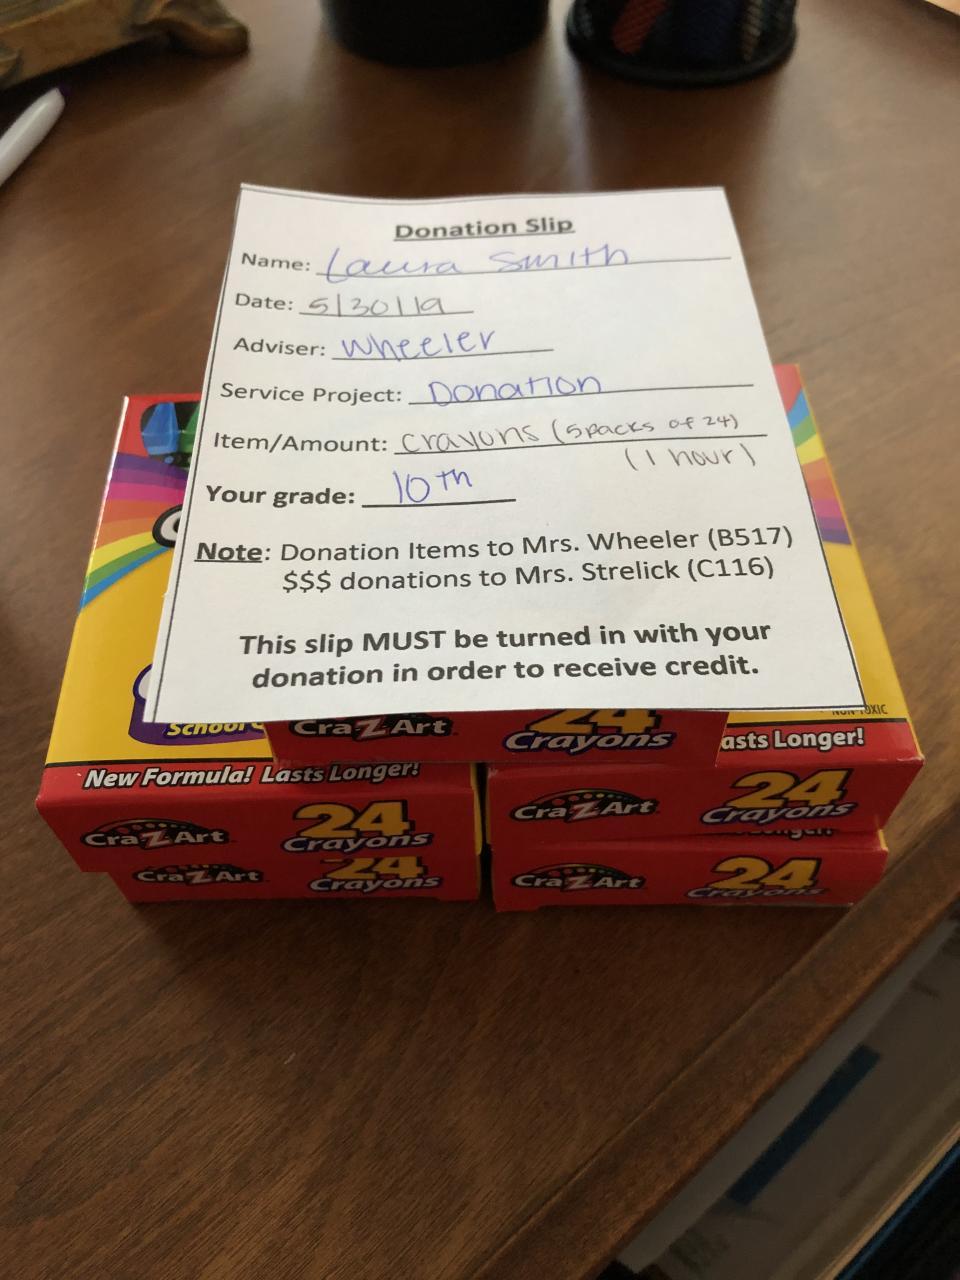 Donation Slip
Name: Laura Smith
Date: 5/30/19
Adviser: Wheeler
Service Project: Donation
Item/Amount: crayons (5packs of 24)
(1 hour)
Your grade: 10th
Note: Donation Items to Mrs. Wheeler (B517)
$$$ donations to Mrs. Strelick (C116)
This slip MUST be turned in with your
donation in order to receive credit.
School
Cra-Z-Art 24 Crayons
asts Longer!
New Formula! Lasts Longer!
Cra-Z-Art 24 Crayons
Cra-Z-Art 24 Crayons
Cra-Z-Art 24 Crayons
Cra-Z-Art 24 Crayons